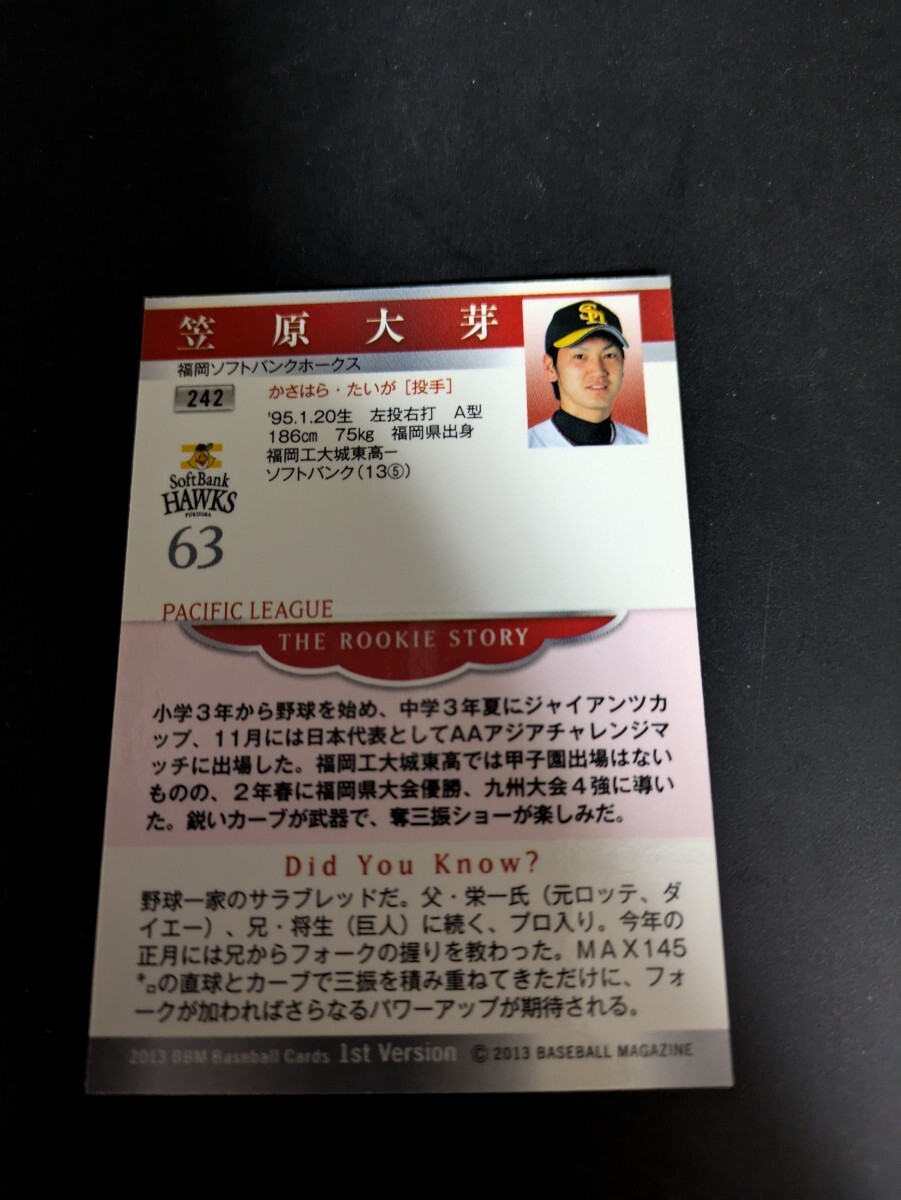 笠原大芽
福岡ソフトバンクホークス
242
かさはら・たいが［投手］
'95.1.20生　左投右打　A型
186cm　75kg　福岡県出身
福岡工大城東高ー
ソフトバンク（13⑤）
SoftBank
HAWKS
FUKUOKA
63
PACIFIC LEAGUE
THE ROOKIE STORY
小学３年から野球を始め、中学３年夏にジャイアンツカ
ップ、11月には日本代表としてAAアジアチャレンジマ
ッチに出場した。福岡工大城東高では甲子園出場はない
ものの、２年春に福岡県大会優勝、九州大会４強に導い
た。鋭いカーブが武器で、奪三振ショーが楽しみだ。
Did You Know?
野球一家のサラブレッドだ。父・栄一氏（元ロッテ、ダ
イエー）、兄・将生（巨人）に続く、プロ入り。今年の
正月には兄からフォークの握りを教わった。MAX145
㌔の直球とカーブで三振を積み重ねてきただけに、フォ
ークが加わればさらなるパワーアップが期待される。
2013 BBM Baseball Cards 1st Version © 2013 BASEBALL MAGAZINE